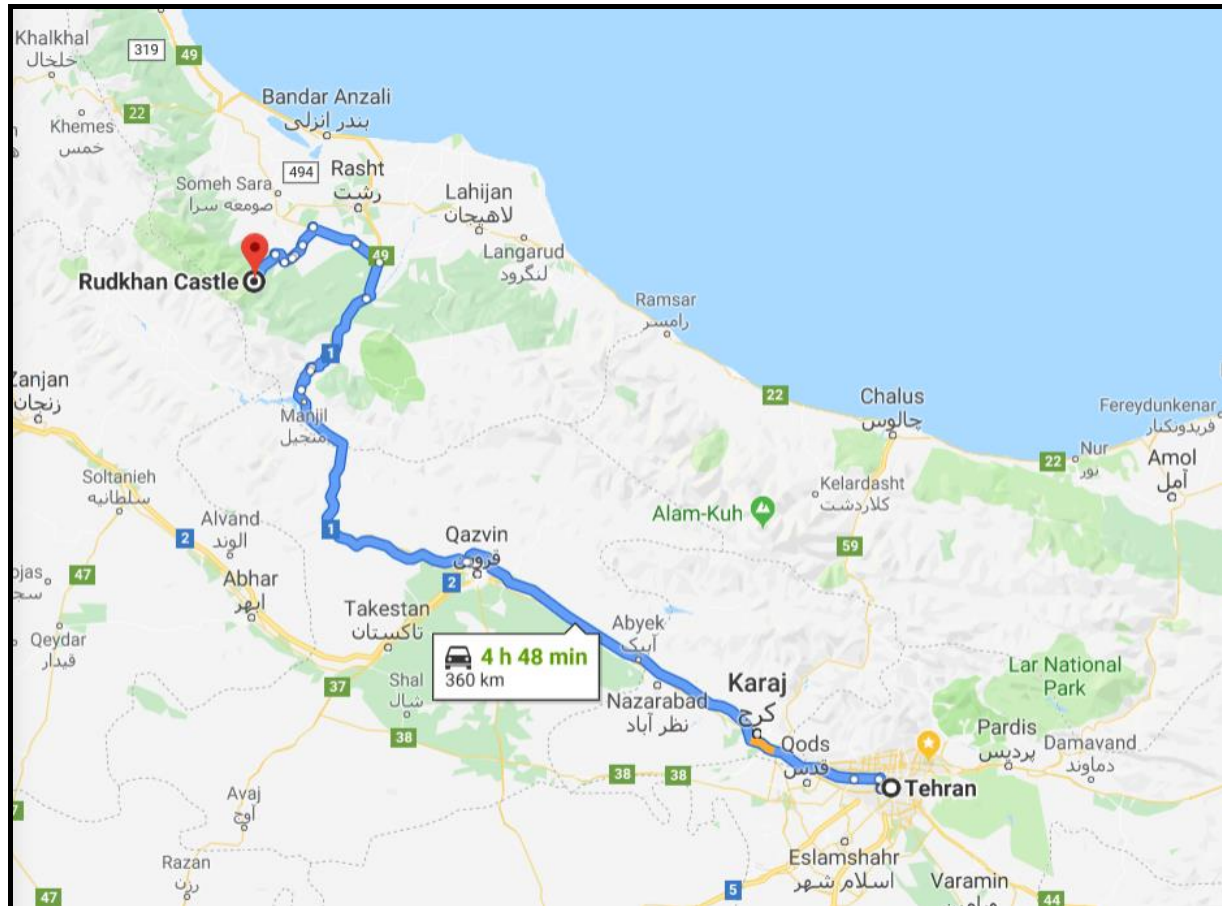 Khalkhal
خلخال
319
49
22
Khemes
خمس
Bandar Anzali
بندر انزلی
494
Rasht
رشت
Someh Sara
صومعه سرا
Lahijan
لاهیجان
Langarud
لنگرود
49
Rudkhan Castle
Ramsar
رامسر
1
Zanjan
زنجان
Manjil
منجیل
22
Chalus
چالوس
Fereydunkenar
فریدونکنار
22
Nur
نور
Amol
آمل
Soltanieh
سلطانیه
Kelardasht
کلاردشت
Alam-Kuh
2
Alvand
الوند
1
Qazvin
قزوین
59
47
Abhar
ابهر
2
Takestan
تاکستان
Abyek
آبیک
Qeydar
قیدار
4 h 48 min
360 km
37
Shal
شال
38
Nazarabad
نظر آباد
Karaj
کرج
Lar National
Park
Qods
قدس
Pardis
پردیس
Damavand
دماوند
38
38
Tehran
Avaj
آوج
Razan
رزن
Eslamshahr
اسلام شهر
Varamin
5
44
47